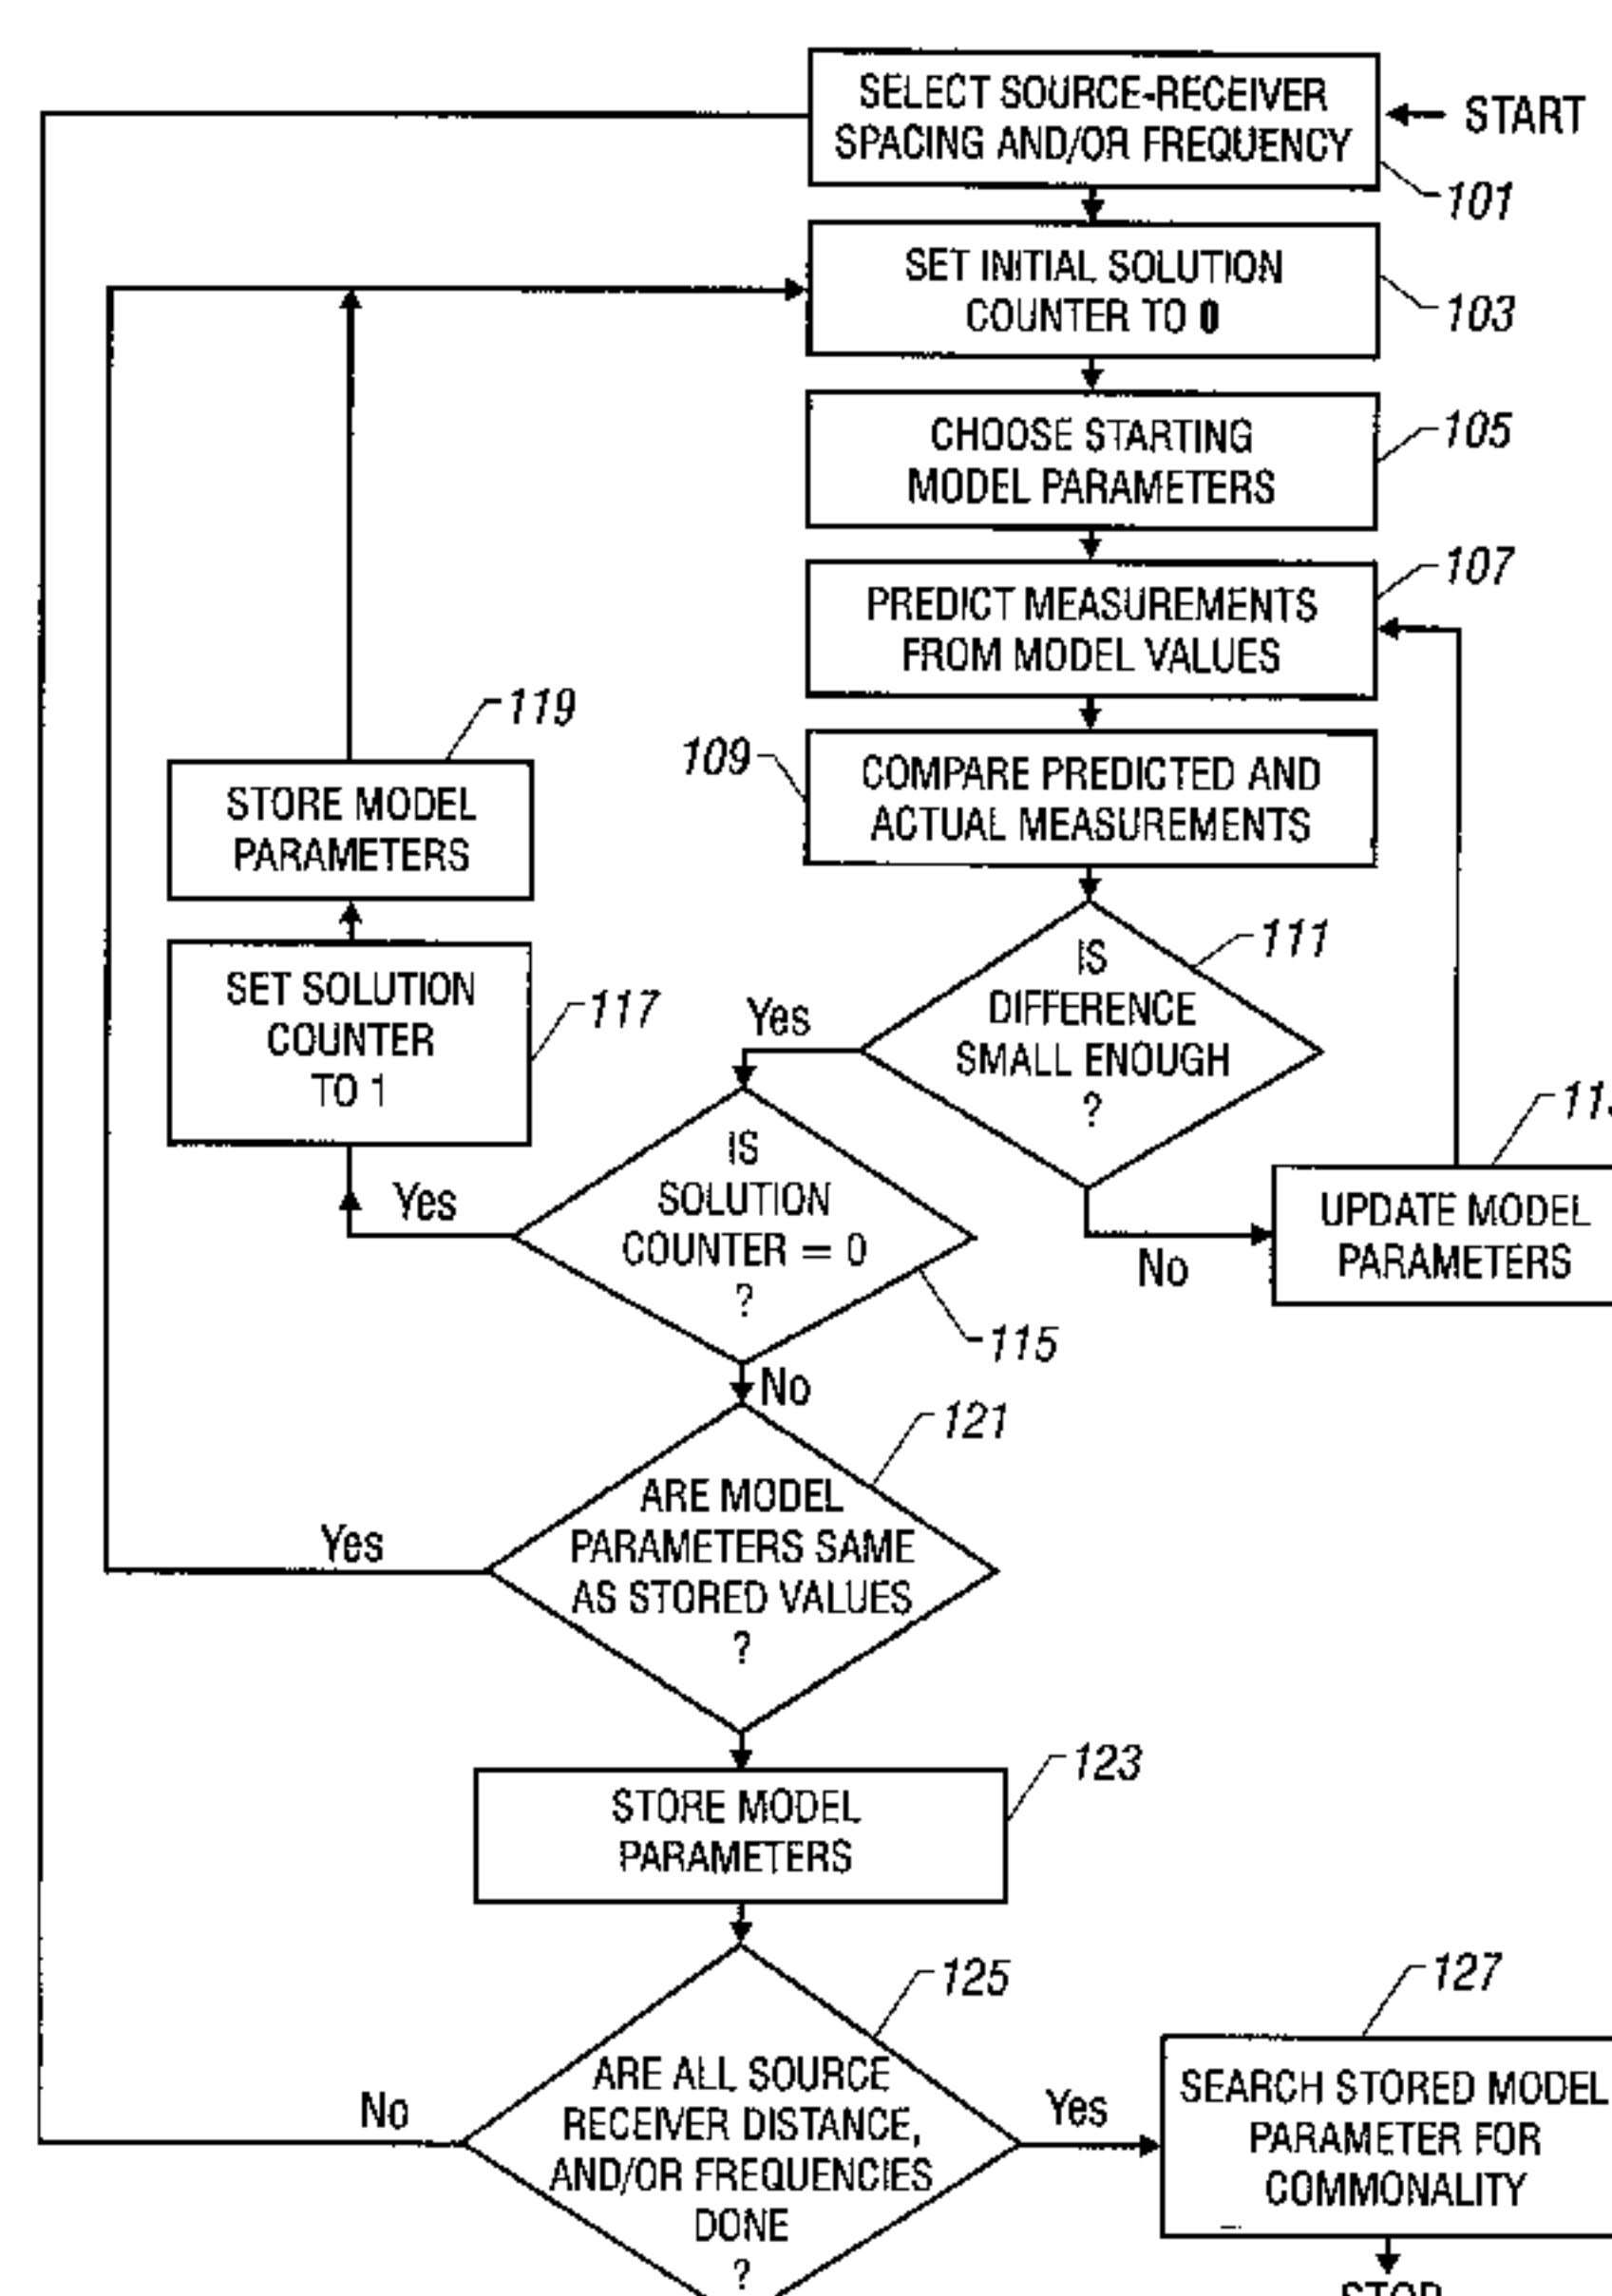 SELECT SOURCE-RECEIVER
SPACING AND/OR FREQUENCY
START
101
SET INITIAL SOLUTION
COUNTER TO 0
103
CHOOSE STARTING
MODEL PARAMETERS
105
PREDICT MEASUREMENTS
FROM MODEL VALUES
107
119
STORE MODEL
PARAMETERS
109
COMPARE PREDICTED AND
ACTUAL MEASUREMENTS
111
IS
DIFFERENCE
SMALL ENOUGH
?
Yes
SET SOLUTION
COUNTER
TO 1
117
UPDATE MODEL
PARAMETERS
No
IS
SOLUTION
COUNTER = 0
?
Yes
115
No
121
ARE MODEL
PARAMETERS SAME
AS STORED VALUES
?
Yes
123
STORE MODEL
PARAMETERS
125
ARE ALL SOURCE
RECEIVER DISTANCE,
AND/OR FREQUENCIES
DONE
?
No
Yes
127
SEARCH STORED MODEL
PARAMETER FOR
COMMONALITY
STOP